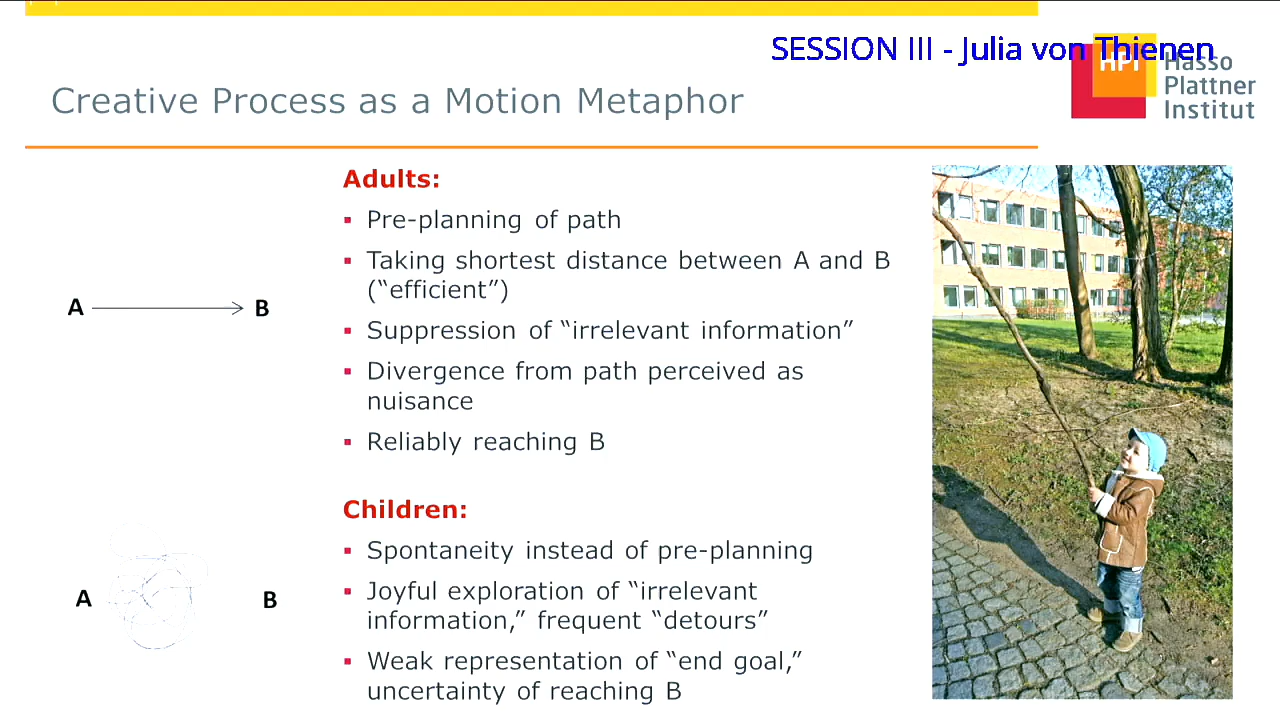 SESSION III - Julia von Thienen
HPI Hasso
Plattner
Institut
Creative Process as a Motion Metaphor
Adults:
▪ Pre-planning of path
▪ Taking shortest distance between A and B
(“efficient”)
▪ Suppression of “irrelevant information”
▪ Divergence from path perceived as
nuisance
▪ Reliably reaching B
A B
Children:
▪ Spontaneity instead of pre-planning
▪ Joyful exploration of “irrelevant
information,” frequent “detours”
▪ Weak representation of “end goal,”
uncertainty of reaching B
A B